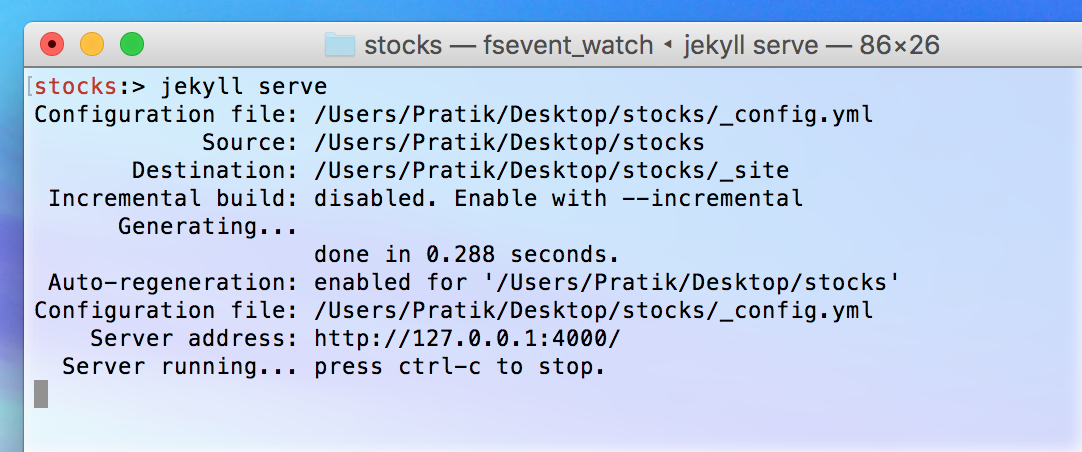 stocks — fsevent_watch ◂ jekyll serve — 86×26
[stocks:> jekyll serve
Configuration file: /Users/Pratik/Desktop/stocks/_config.yml
            Source: /Users/Pratik/Desktop/stocks
       Destination: /Users/Pratik/Desktop/stocks/_site
 Incremental build: disabled. Enable with --incremental
      Generating...
                    done in 0.288 seconds.
 Auto-regeneration: enabled for '/Users/Pratik/Desktop/stocks'
Configuration file: /Users/Pratik/Desktop/stocks/_config.yml
    Server address: http://127.0.0.1:4000/
  Server running... press ctrl-c to stop.